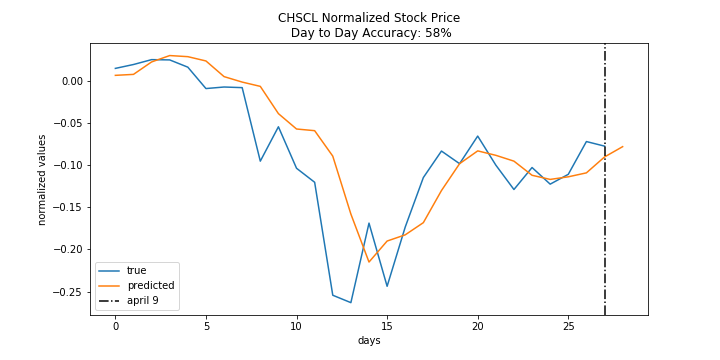 CHSCL Normalized Stock Price
Day to Day Accuracy: 58%
normalized values
0.00
−0.05
−0.10
−0.15
−0.20
−0.25
true
predicted
april 9
0 5 10 15 20 25
days